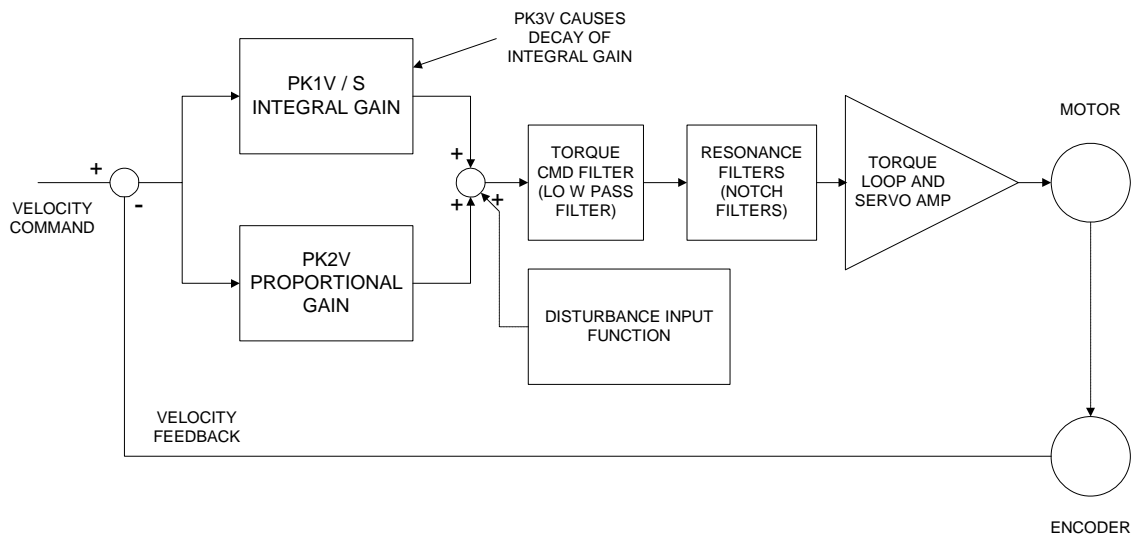 PK3V CAUSES
DECAY OF
INTEGRAL GAIN
PK1V / S
INTEGRAL GAIN
MOTOR
TORQUE
CMD FILTER
(LO W PASS
FILTER)
RESONANCE
FILTERS
(NOTCH
FILTERS)
TORQUE
LOOP AND
SERVO AMP
+
-
VELOCITY
COMMAND
+
+
+
PK2V
PROPORTIONAL
GAIN
DISTURBANCE INPUT
FUNCTION
VELOCITY
FEEDBACK
ENCODER